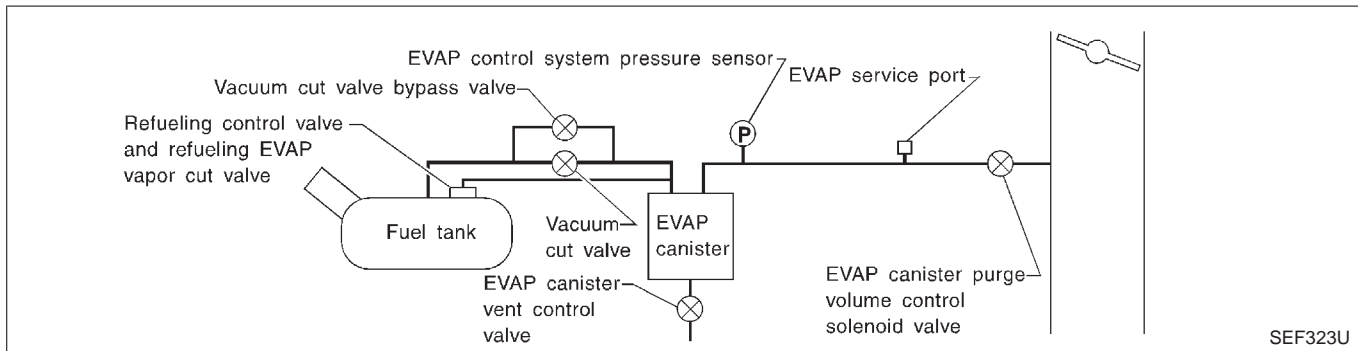 EVAP control system pressure sensor
EVAP service port
Vacuum cut valve bypass valve
Refueling control valve
and refueling EVAP
vapor cut valve
P
Fuel tank
Vacuum
cut valve
EVAP
canister
EVAP canister
vent control
valve
EVAP canister purge
volume control
solenoid valve
SEF323U